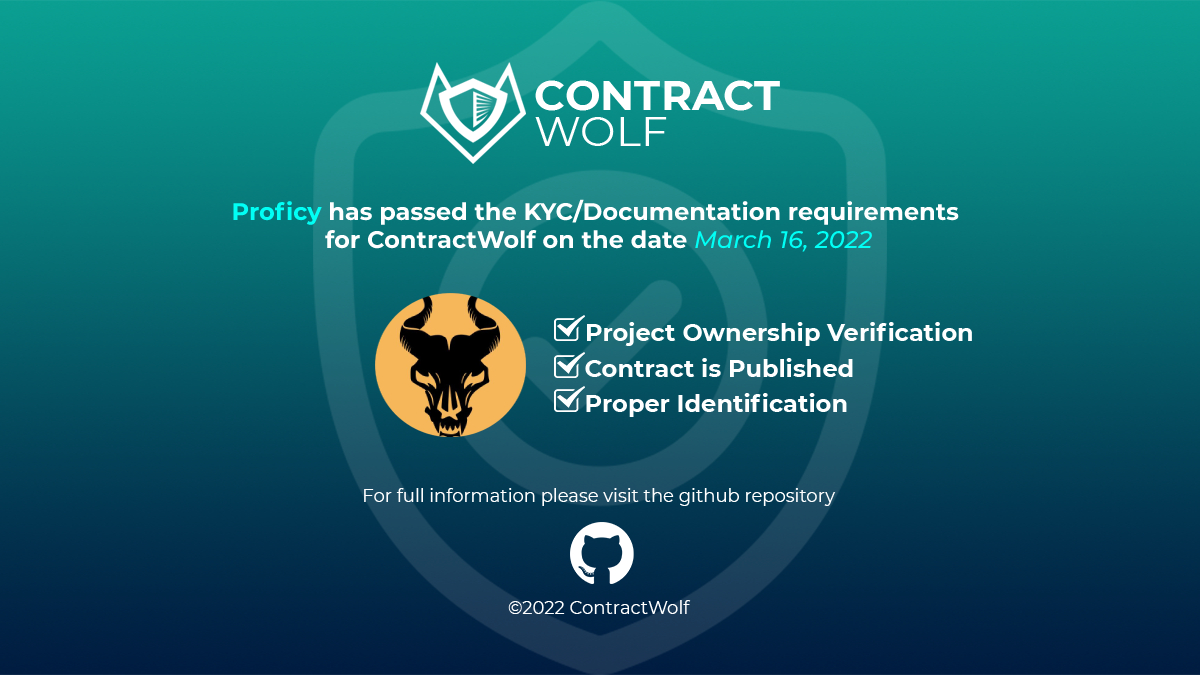 CONTRACT
WOLF
Proficy has passed the KYC/Documentation requirements
for ContractWolf on the date March 16, 2022
Project Ownership Verification
Contract is Published
Proper Identification
For full information please visit the github repository
©2022 ContractWolf